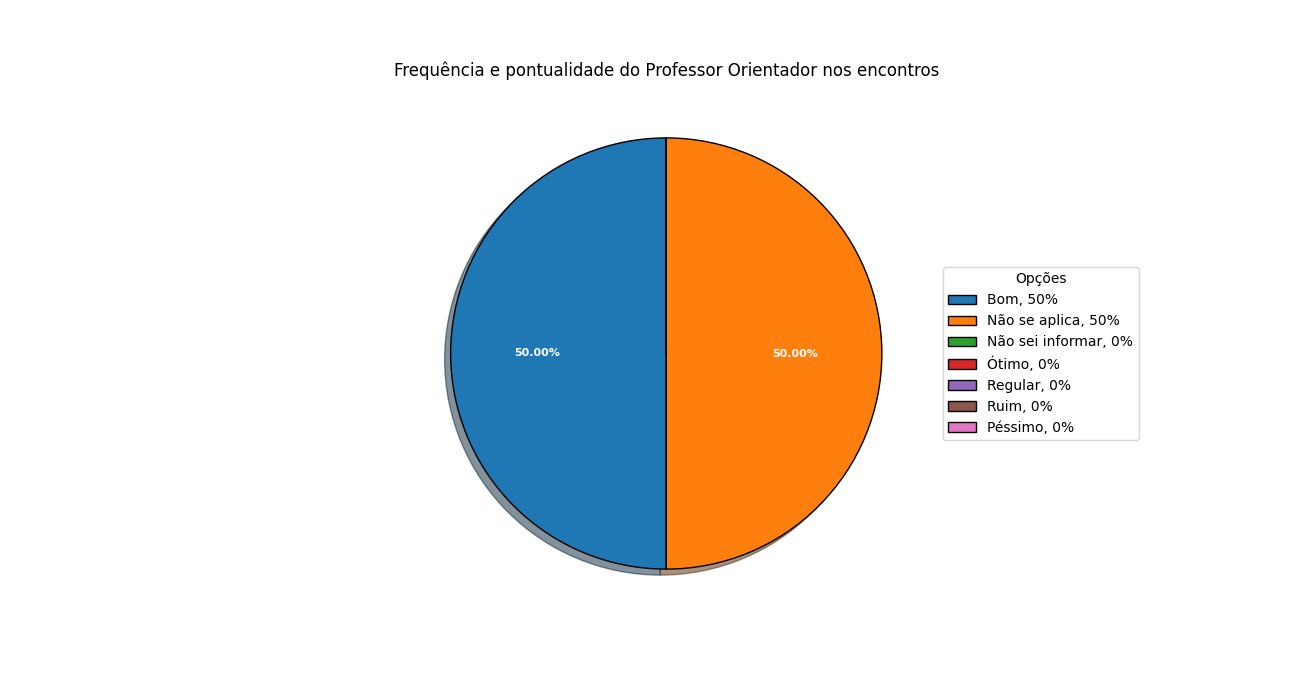 Frequência e pontualidade do Professor Orientador nos encontros
50.00%
50.00%
Opções
Bom, 50%
Não se aplica, 50%
Não sei informar, 0%
Ótimo, 0%
Regular, 0%
Ruim, 0%
Péssimo, 0%